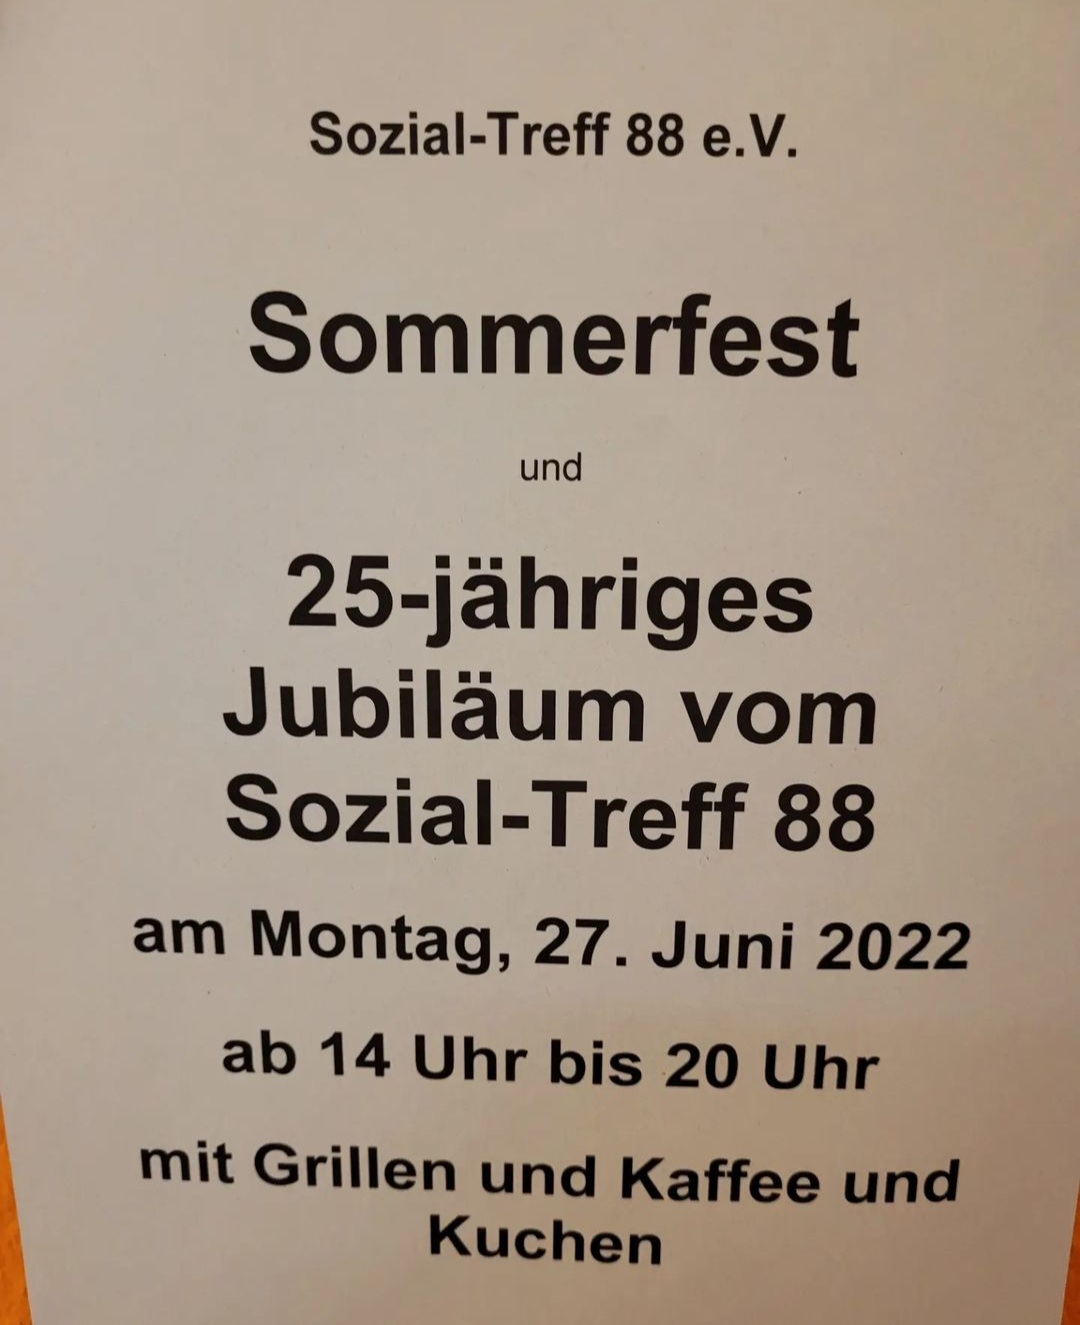 Sozial-Treff 88 e.V.
Sommerfest
und
25-jähriges
Jubiläum vom
Sozial-Treff 88
am Montag, 27. Juni 2022
ab 14 Uhr bis 20 Uhr
mit Grillen und Kaffee und
Kuchen